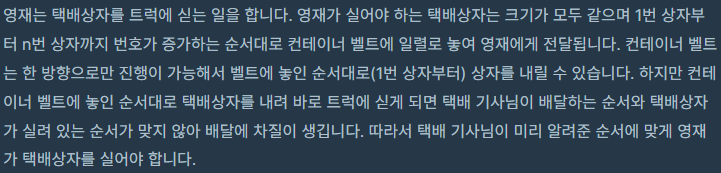 영재는 택배상자를 트럭에 싣는 일을 합니다. 영재가 실어야 하는 택배상자는 크기가 모두 같으며 1번 상자부
터 n번 상자까지 번호가 증가하는 순서대로 컨테이너 벨트에 일렬로 놓여 영재에게 전달됩니다. 컨테이너 벨트
는 한 방향으로만 진행이 가능해서 벨트에 놓인 순서대로(1번 상자부터) 상자를 내릴 수 있습니다. 하지만 컨테
이너 벨트에 놓인 순서대로 택배상자를 내려 바로 트럭에 싣게 되면 택배 기사님이 배달하는 순서와 택배상자
가 실려 있는 순서가 맞지 않아 배달에 차질이 생깁니다. 따라서 택배 기사님이 미리 알려준 순서에 맞게 영재
가 택배상자를 실어야 합니다.